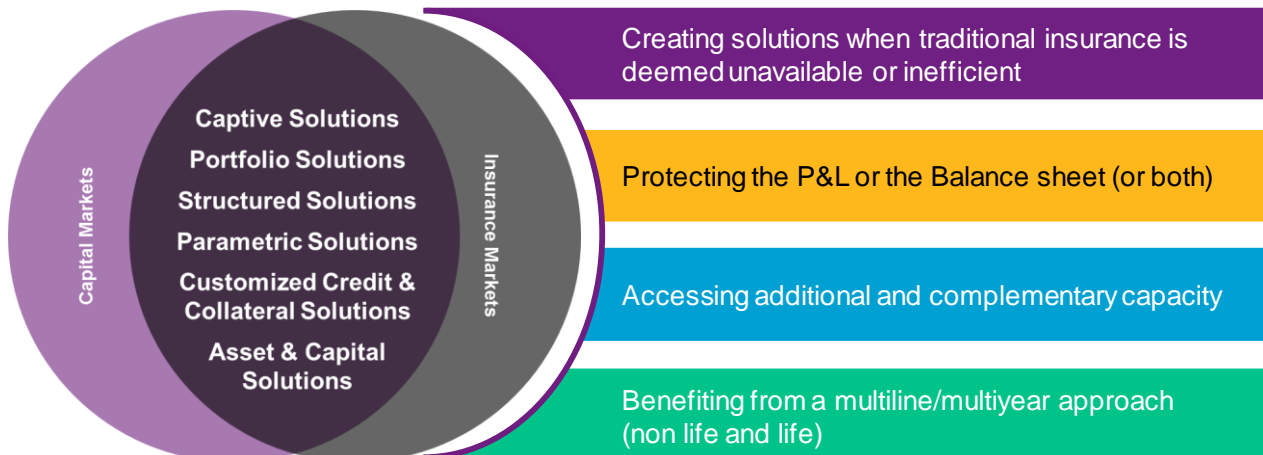 Capital Markets
Captive Solutions
Portfolio Solutions
Structured Solutions
Parametric Solutions
Customized Credit &
Collateral Solutions
Asset & Capital
Solutions
Insurance Markets
Creating solutions when traditional insurance is
deemed unavailable or inefficient
Protecting the P&L or the Balance sheet (or both)
Accessing additional and complementary capacity
Benefiting from a multiline/multiyear approach
(non life and life)